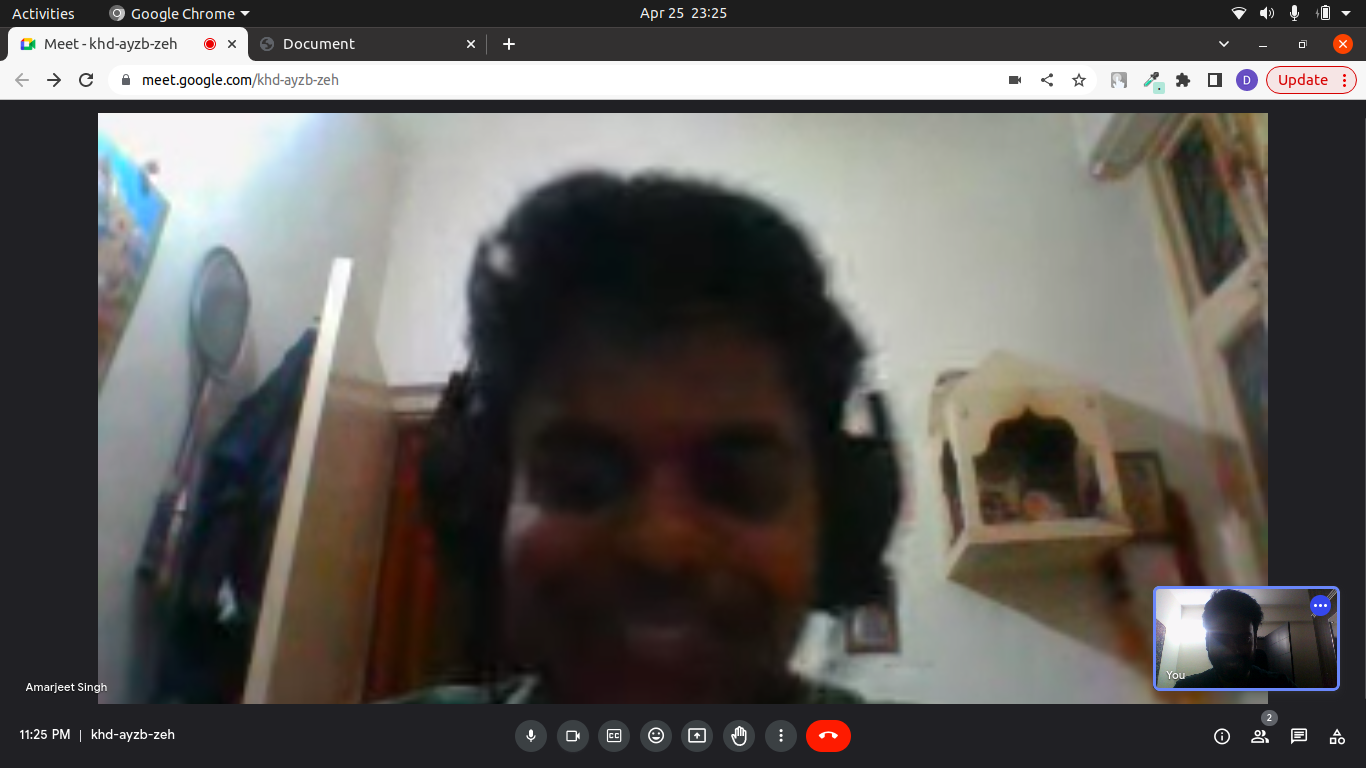 Activities
Google Chrome
Apr 25 23:25
Meet - khd-ayzb-zeh
Document
meet.google.com/khd-ayzb-zeh
D
Update
You
Amarjeet Singh
11:25 PM | khd-ayzb-zeh
CC
2